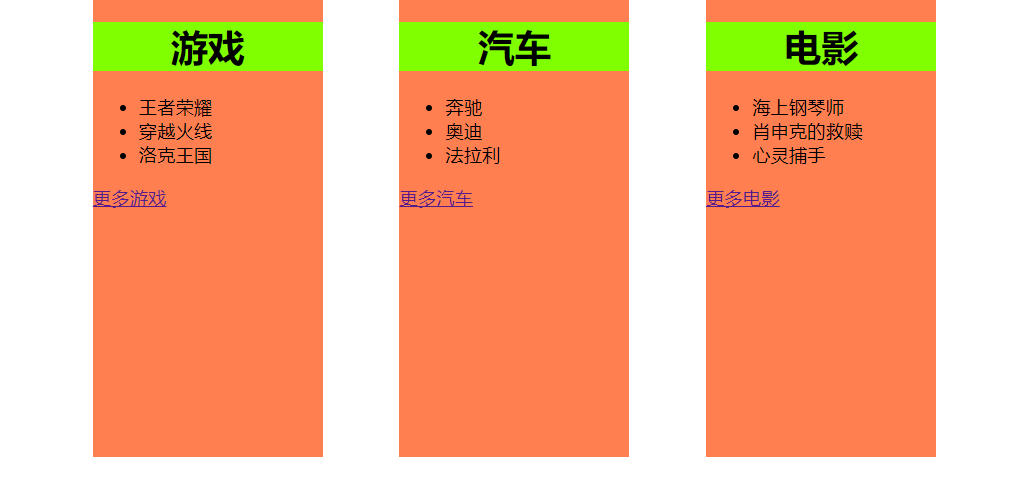 游戏
王者荣耀
穿越火线
洛克王国
更多游戏
汽车
奔驰
奥迪
法拉利
更多汽车
电影
海上钢琴师
肖申克的救赎
心灵捕手
更多电影